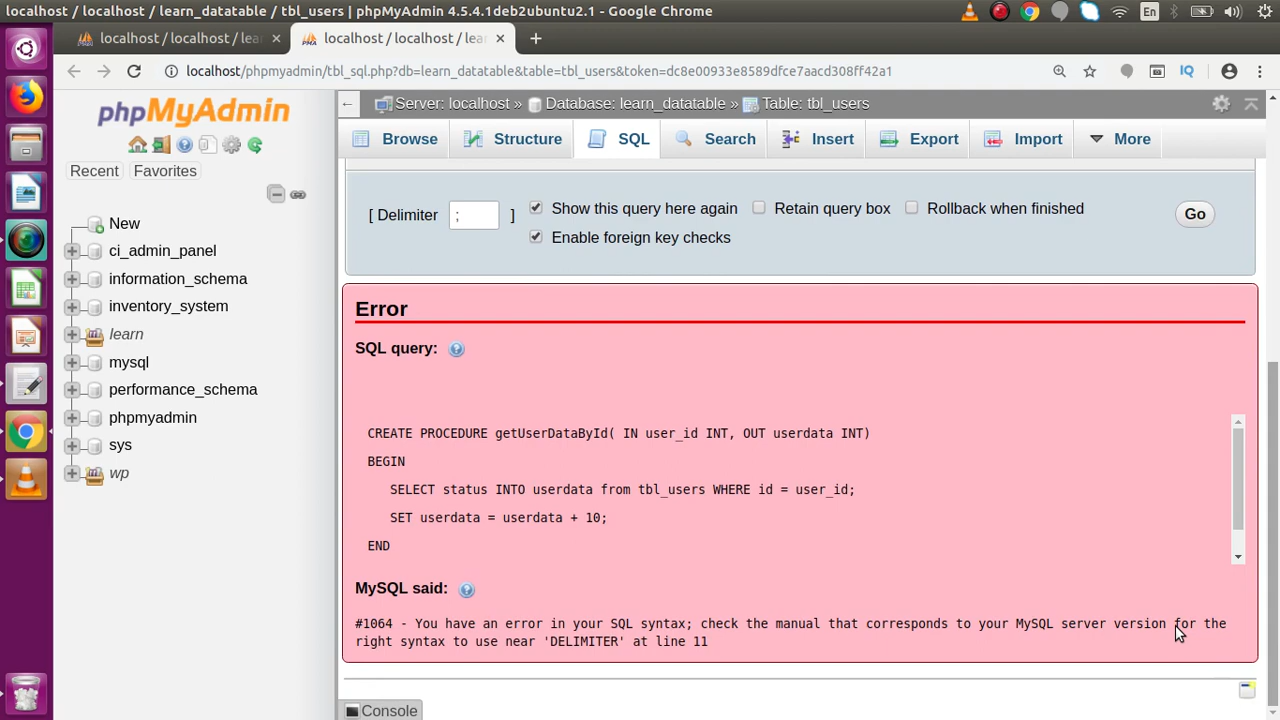 localhost / localhost / learn_datatable / tbl_users | phpMyAdmin 4.5.4.1deb2ubuntu2.1 - Google Chrome
En
localhost / localhost / lea
localhost / localhost / lea
localhost/phpmyadmin/tbl_sql.php?db=learn_datatable&table=tbl_users&token=dc8e00933e8589dfce7aacd308ff42a1
IQ
phpMyAdmin
Recent
Favorites
New
ci_admin_panel
information_schema
inventory_system
learn
mysql
performance_schema
phpmyadmin
sys
wp
Server: localhost » Database: learn_datatable » Table: tbl_users
Browse
Structure
SQL
Search
Insert
Export
Import
More
[ Delimiter ; ]
Show this query here again
Retain query box
Rollback when finished
Enable foreign key checks
Go
Error
SQL query:
CREATE PROCEDURE getUserDataById( IN user_id INT, OUT userdata INT)
BEGIN
SELECT status INTO userdata from tbl_users WHERE id = user_id;
SET userdata = userdata + 10;
END
MySQL said:
#1064 - You have an error in your SQL syntax; check the manual that corresponds to your MySQL server version for the
right syntax to use near 'DELIMITER' at line 11
Console